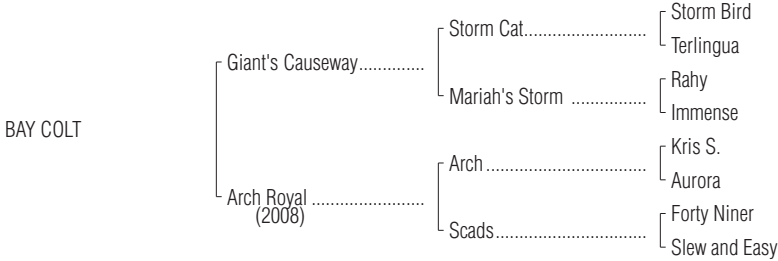 Storm Bird
Storm Cat..........................
Terlingua
Giant's Causeway..............
Rahy
Mariah's Storm ................
Immense
BAY COLT
Kris S.
Arch.................................
Aurora
Arch Royal ........................
(2008)
Forty Niner
Scads...............................
Slew and Easy